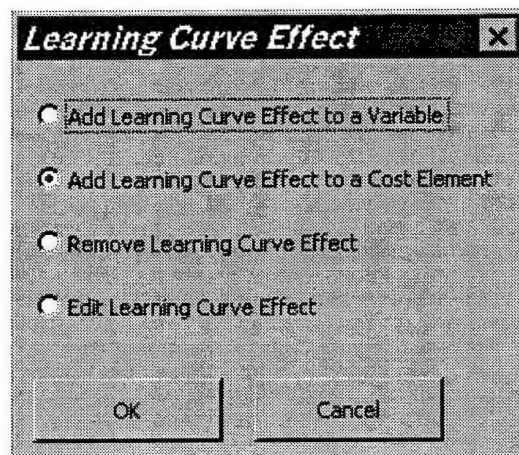 Learning Curve Effect
Add Learning Curve Effect to a Variable
Add Learning Curve Effect to a Cost Element
Remove Learning Curve Effect
Edit Learning Curve Effect
OK Cancel